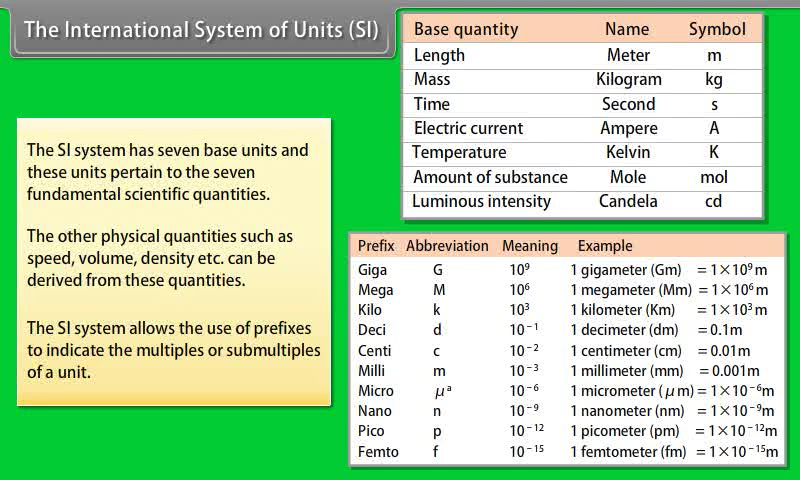 The International System of Units (SI)
The SI system has seven base units and
these units pertain to the seven
fundamental scientific quantities.
The other physical quantities such as
speed, volume, density etc. can be
derived from these quantities.
The SI system allows the use of prefixes
to indicate the multiples or submultiples
of a unit.
Base quantity Name Symbol
Length Meter m
Mass Kilogram kg
Time Second s
Electric current Ampere A
Temperature Kelvin K
Amount of substance Mole mol
Luminous intensity Candela cd
Prefix Abbreviation Meaning Example
Giga G 10⁹ 1 gigameter (Gm) = 1×10⁹ m
Mega M 10⁶ 1 megameter (Mm) = 1×10⁶ m
Kilo k 10³ 1 kilometer (Km) = 1×10³ m
Deci d 10⁻¹ 1 decimeter (dm) = 0.1m
Centi c 10⁻² 1 centimeter (cm) = 0.01m
Milli m 10⁻³ 1 millimeter (mm) = 0.001m
Micro μᵃ 10⁻⁶ 1 micrometer (μm) = 1×10⁻⁶m
Nano n 10⁻⁹ 1 nanometer (nm) = 1×10⁻⁹m
Pico p 10⁻¹² 1 picometer (pm) = 1×10⁻¹²m
Femto f 10⁻¹⁵ 1 femtometer (fm) = 1×10⁻¹⁵m